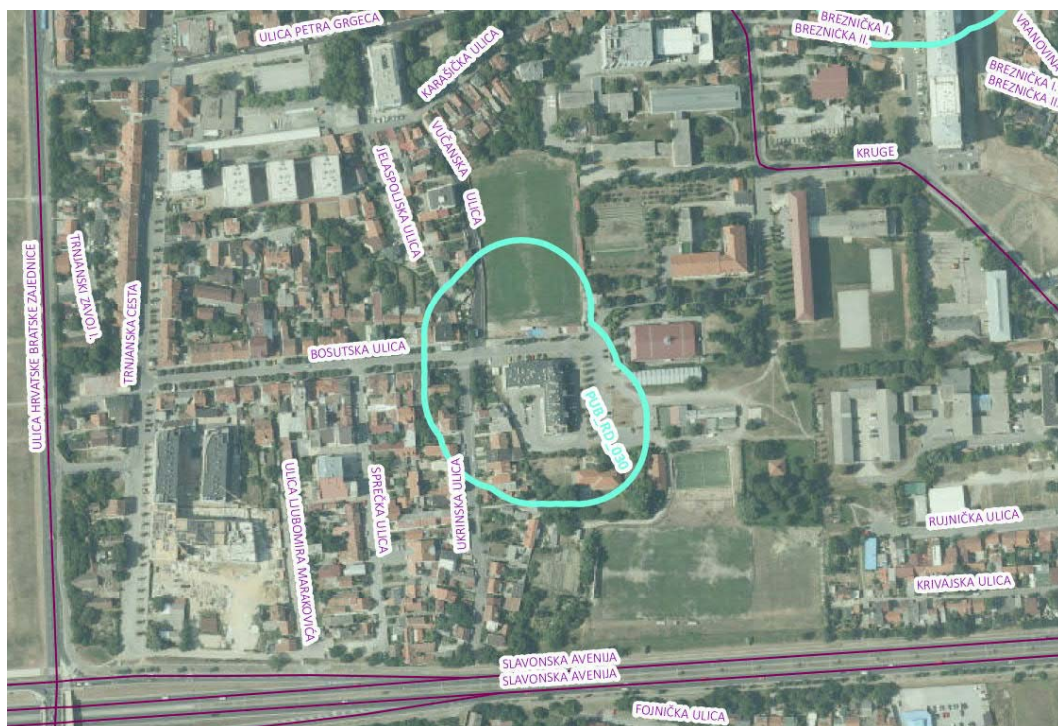 ULICA PETRA GRGECA
BREZNIČKA I.
BREZNIČKA II.
VRANOVINA
KARAŠIČKA ULICA
BREZNIČKA I.
BREZNIČKA II.
VUČANSKA ULICA
JELASPOLJSKA ULICA
KRUGE
ULICA HRVATSKE BRATSKE ZAJEDNICE
TRNJANSKI ZAVOJ I.
TRNJANSKA CESTA
BOSUTSKA ULICA
PUB_RD_030
ULICA LJUBOMIRA MARAKOVIĆA
SPREČKA ULICA
UKRINSKA ULICA
RUJNIČKA ULICA
KRIVAJSKA ULICA
SLAVONSKA AVENIJA
SLAVONSKA AVENIJA
FOJNIČKA ULICA